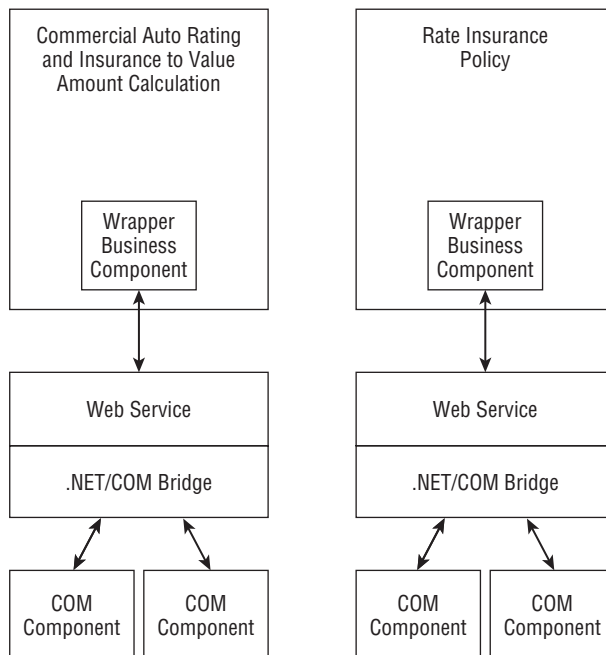 Commercial Auto Rating
and Insurance to Value
Amount Calculation
Wrapper
Business
Component
Web Service
.NET/COM Bridge
COM
Component
COM
Component
Rate Insurance
Policy
Wrapper
Business
Component
Web Service
.NET/COM Bridge
COM
Component
COM
Component